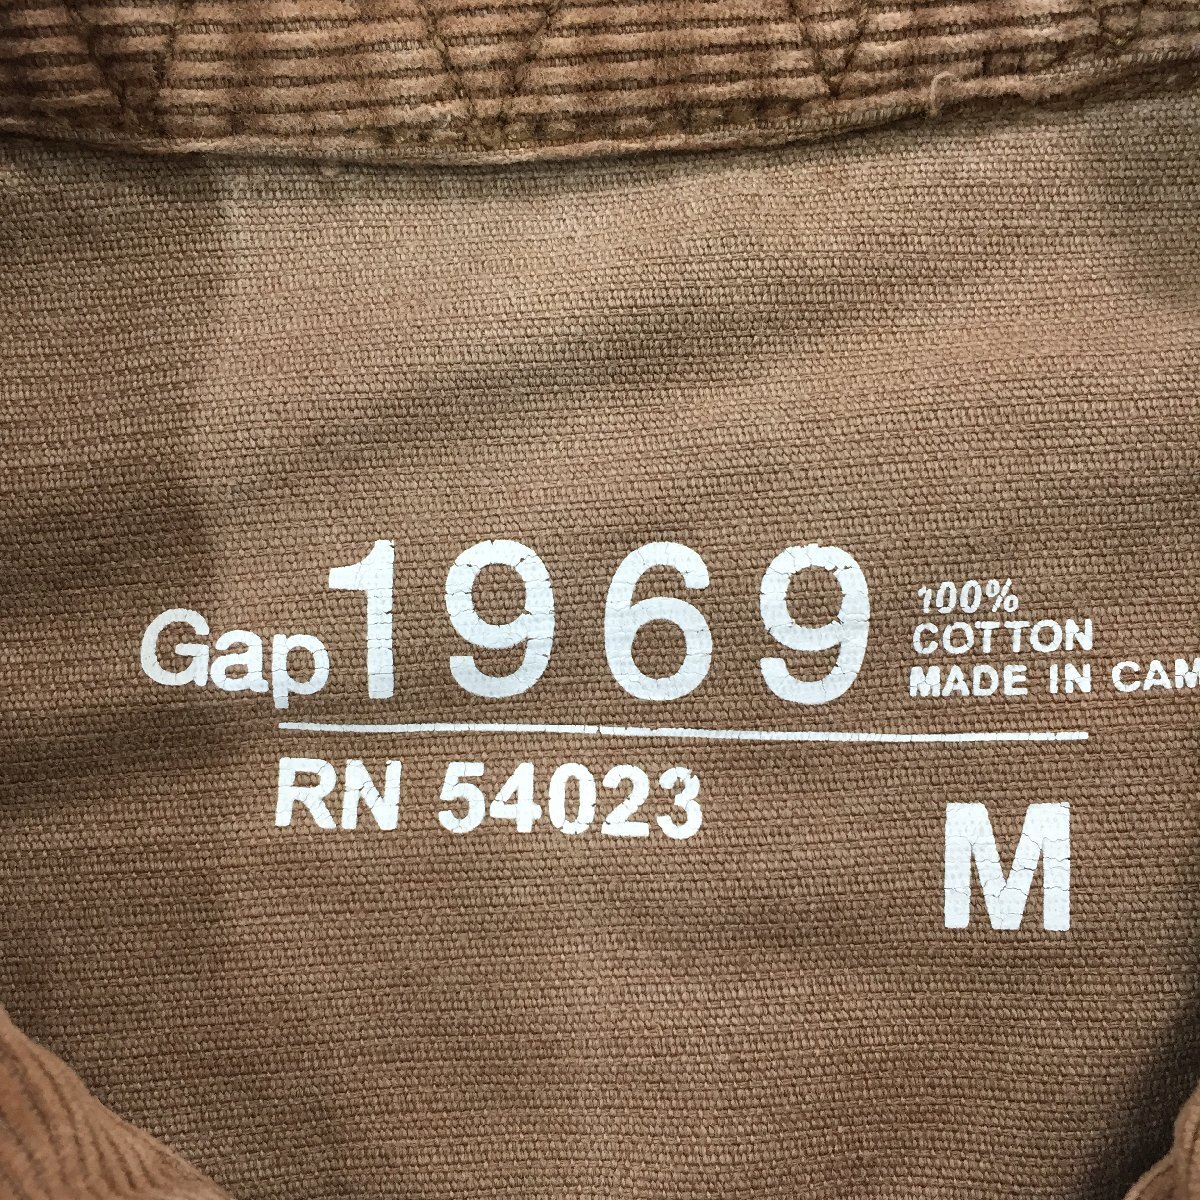 Gap 1969
100%
COTTON
MADE IN CAM
RN 54023
M